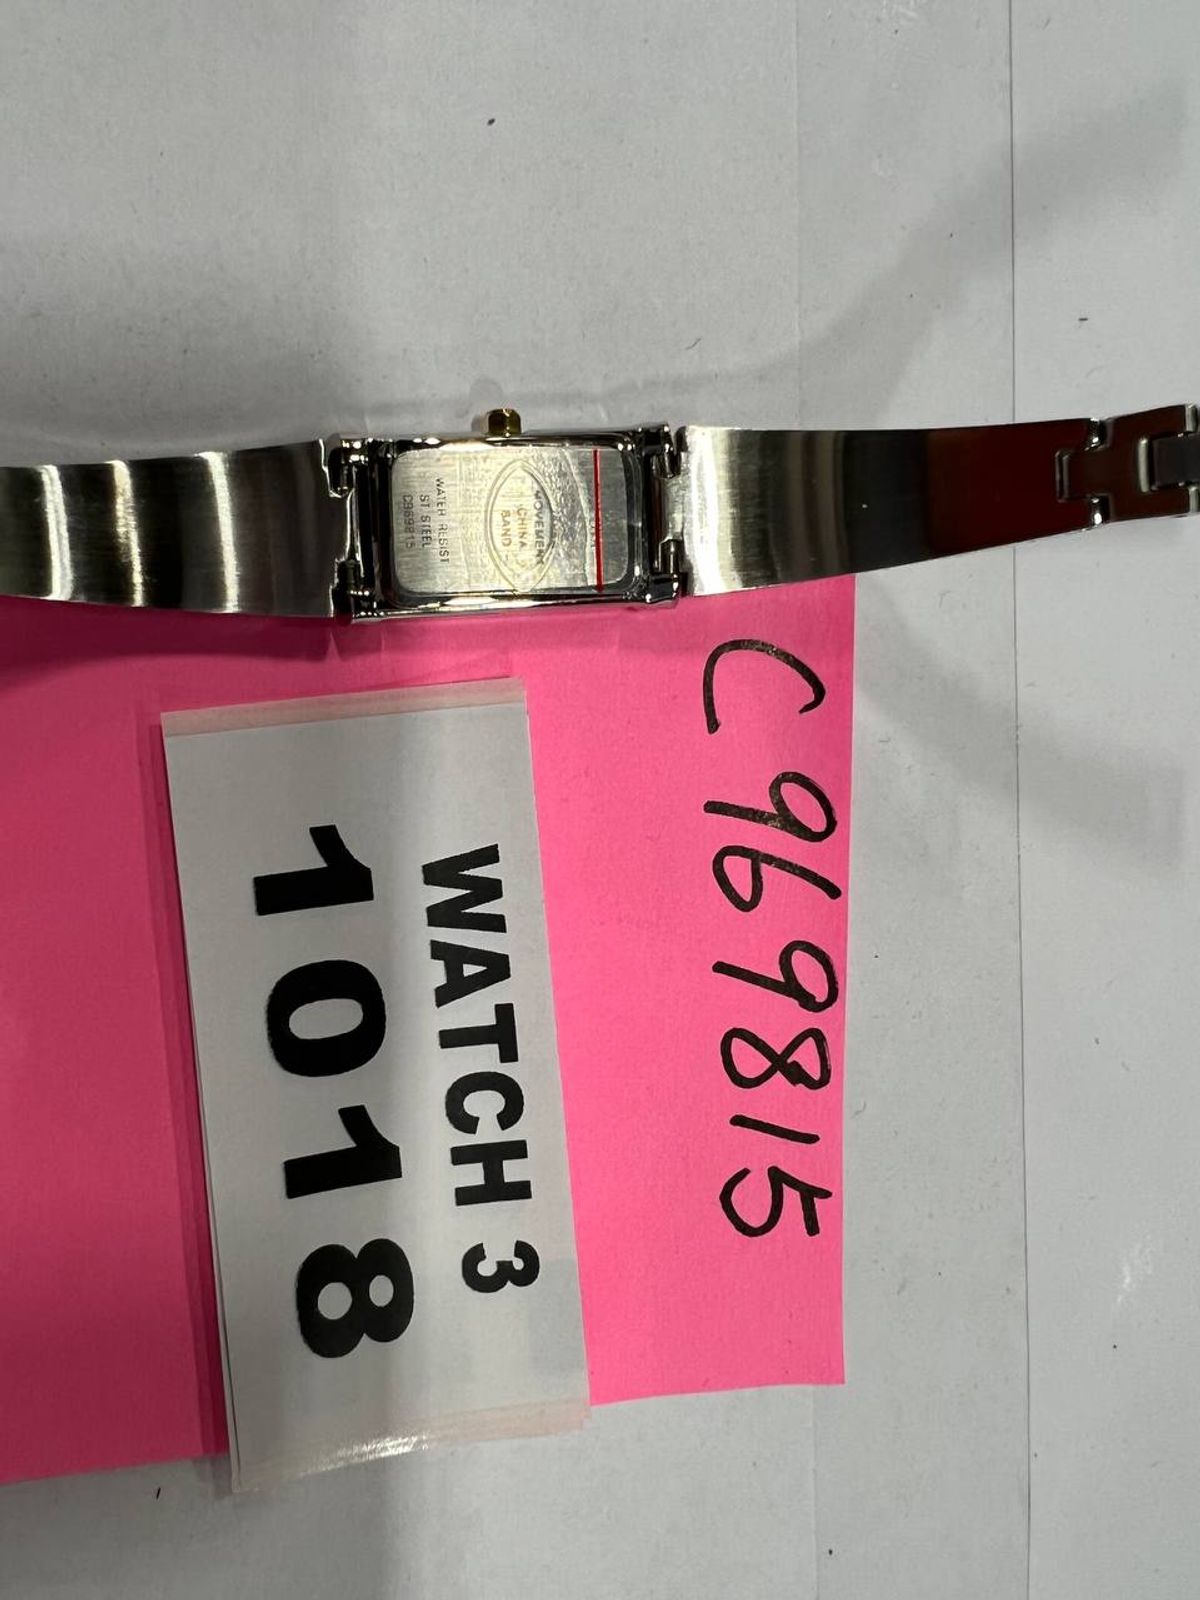 MOVEMENT
CHINA
BAND
WATER RESIST
ST STEEL
C969815
C969815
WATCH 3
1018